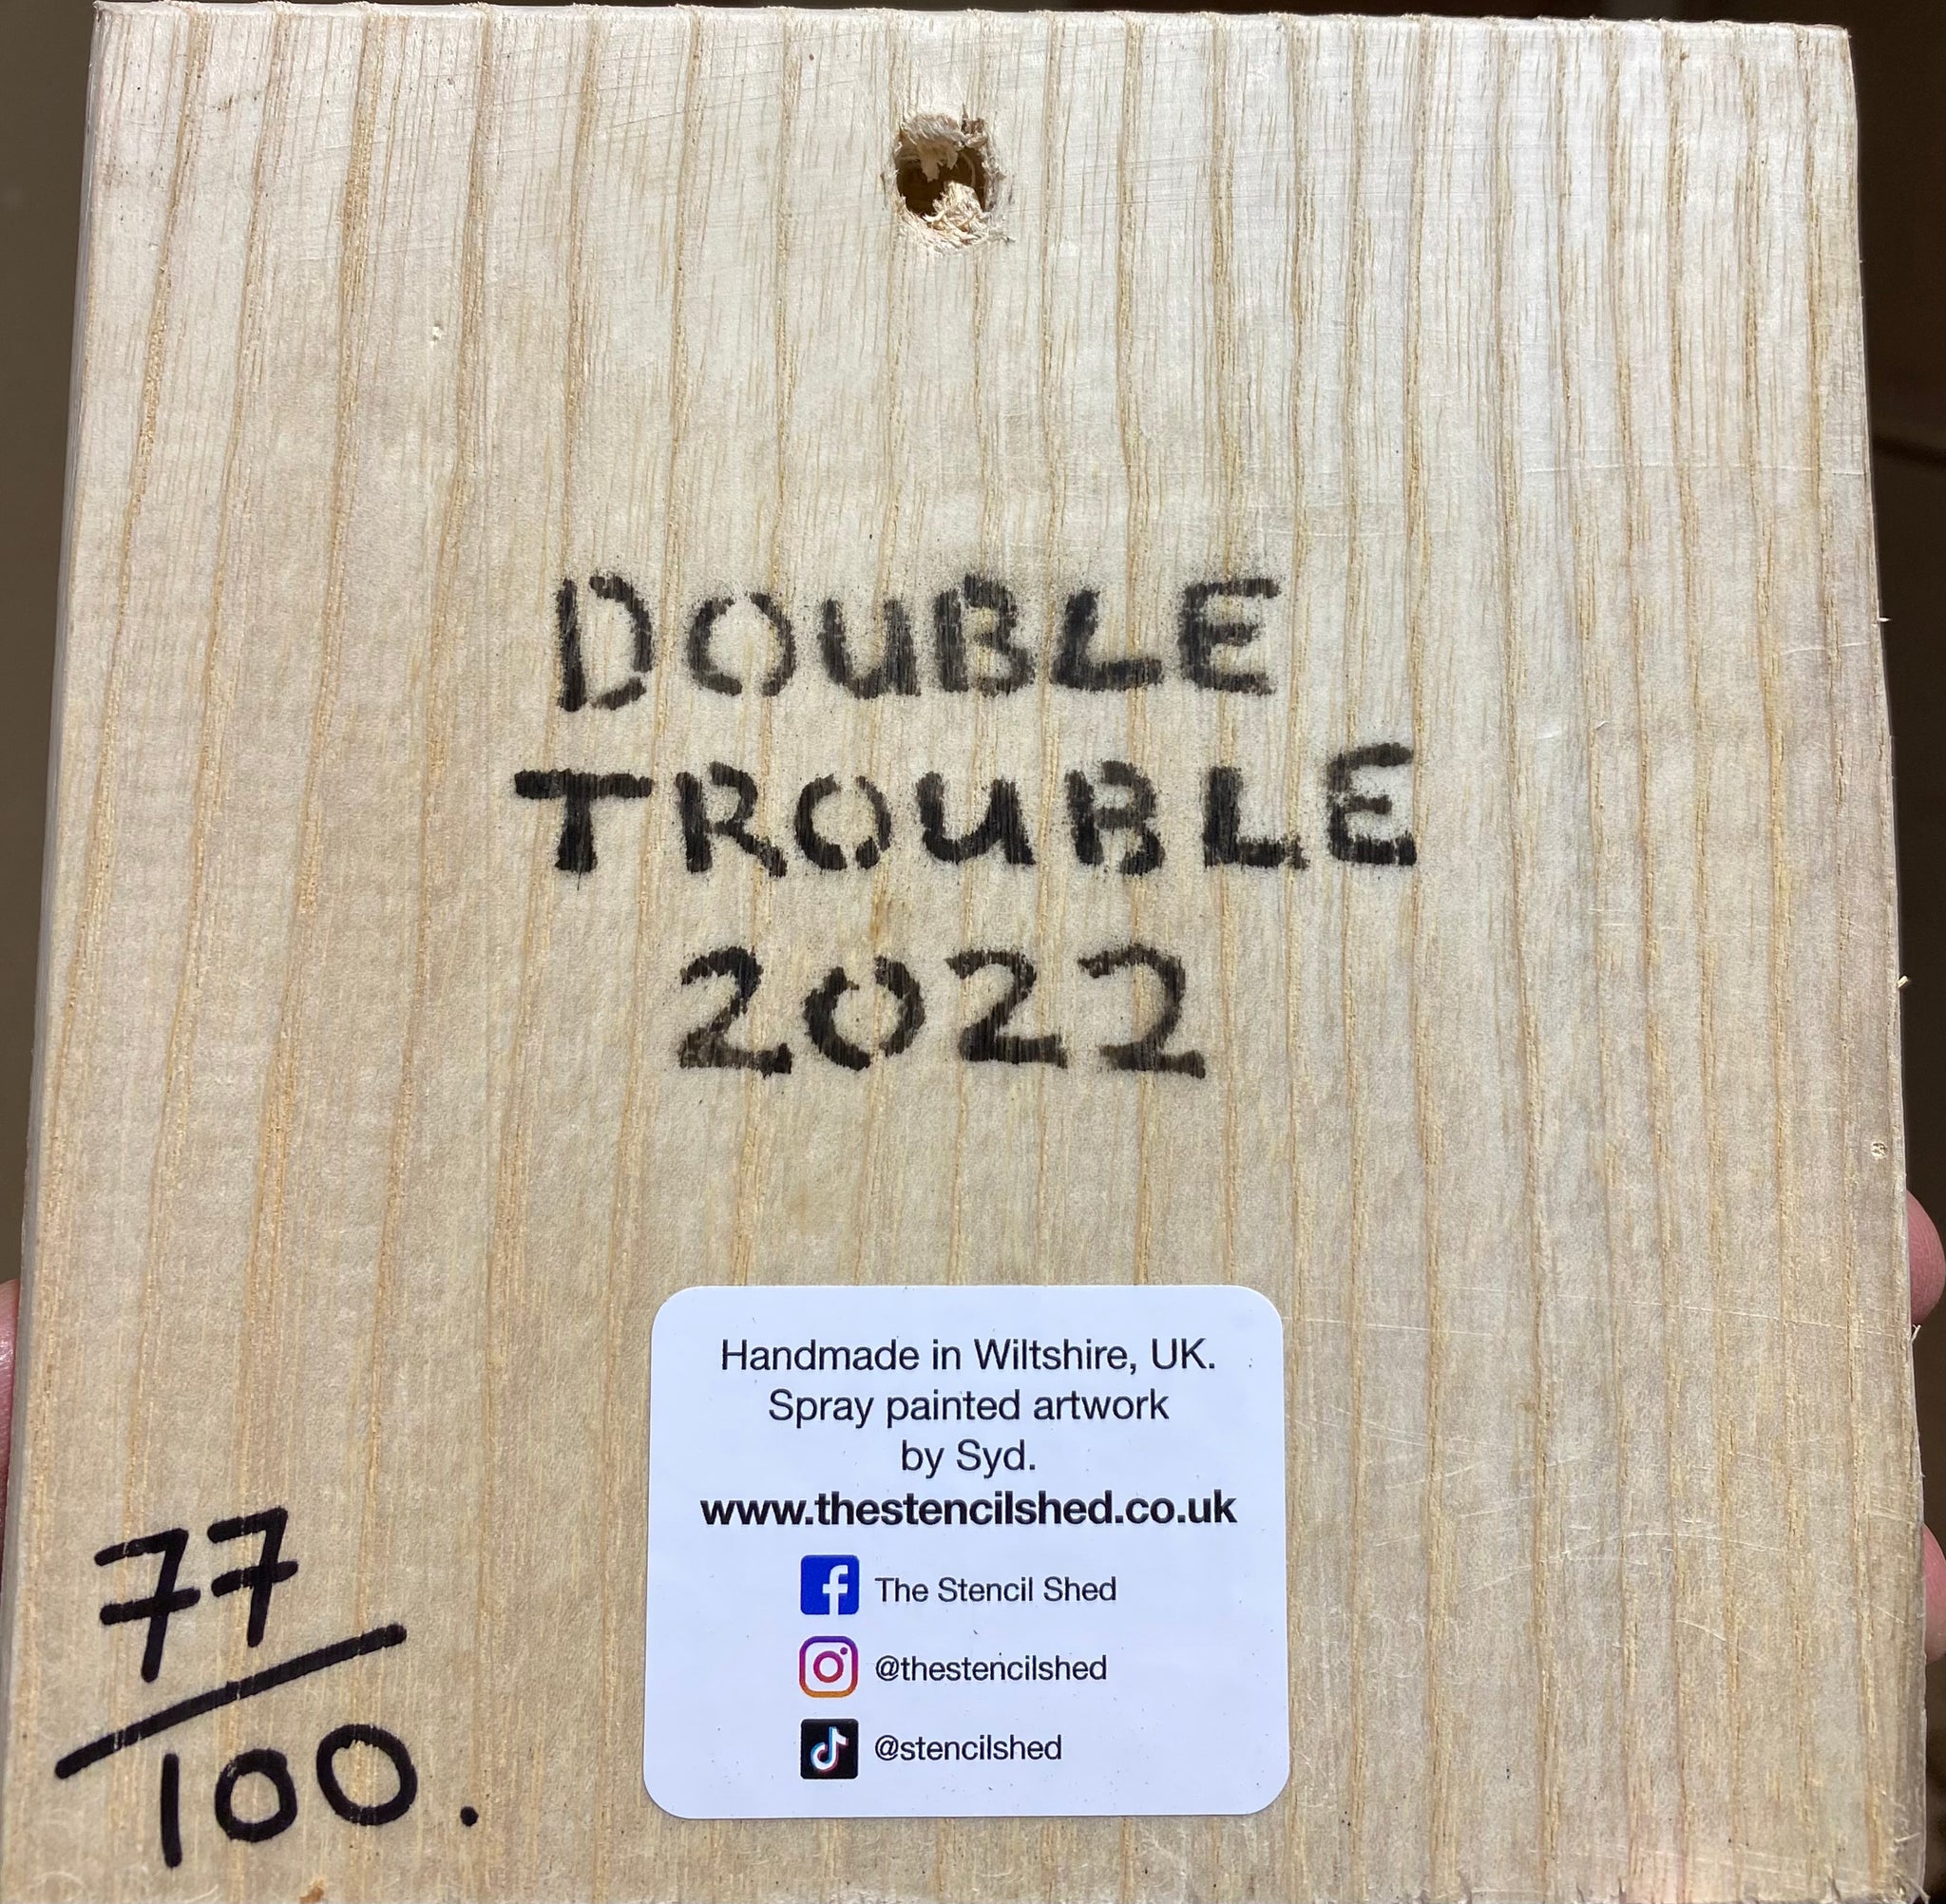 DOUBLE
TROUBLE
2022
Handmade in Wiltshire, UK.
Spray painted artwork
by Syd.
www.thestencilshed.co.uk
The Stencil Shed
@thestencilshed
@stencilshed
77
100.